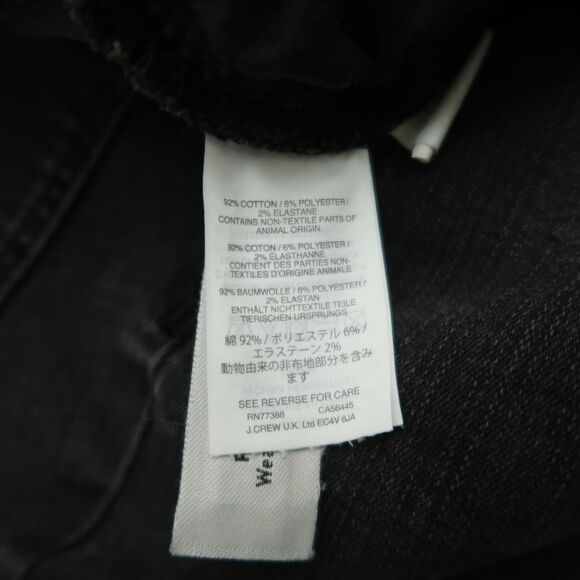 92% COTTON / 6% POLYESTER /
2% ELASTANE
CONTAINS NON-TEXTILE PARTS OF
ANIMAL ORIGIN
92% COTON / 6% POLYESTER /
2% ÉLASTHANNE
CONTIENT DES PARTIES NON-
TEXTILES D'ORIGINE ANIMALE
92% BAUMWOLLE / 6% POLYESTER /
2% ELASTAN
ENTHÄLT NICHTTEXTILE TEILE
TIERISCHEN URSPRUNGS
綿 92% / ポリエステル 6% /
エラステーン 2%
動物由来の非布地部分を含み
ます
SEE REVERSE FOR CARE
RN77388 CA56445
J.CREW U.K. Ltd EC4V 6JA